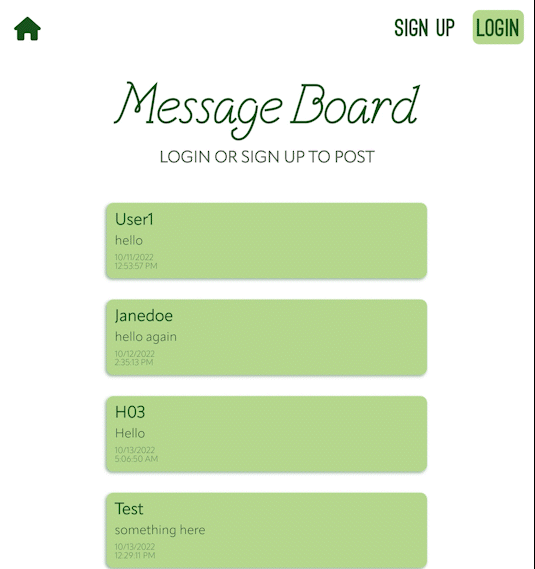 SIGN UP LOGIN
Message Board
LOGIN OR SIGN UP TO POST
User1
hello
10/11/2022
12:53:57 PM
Janedoe
hello again
10/12/2022
2:35:13 PM
H03
Hello
10/13/2022
5:06:50 AM
Test
something here
10/13/2022
12:29:11 PM